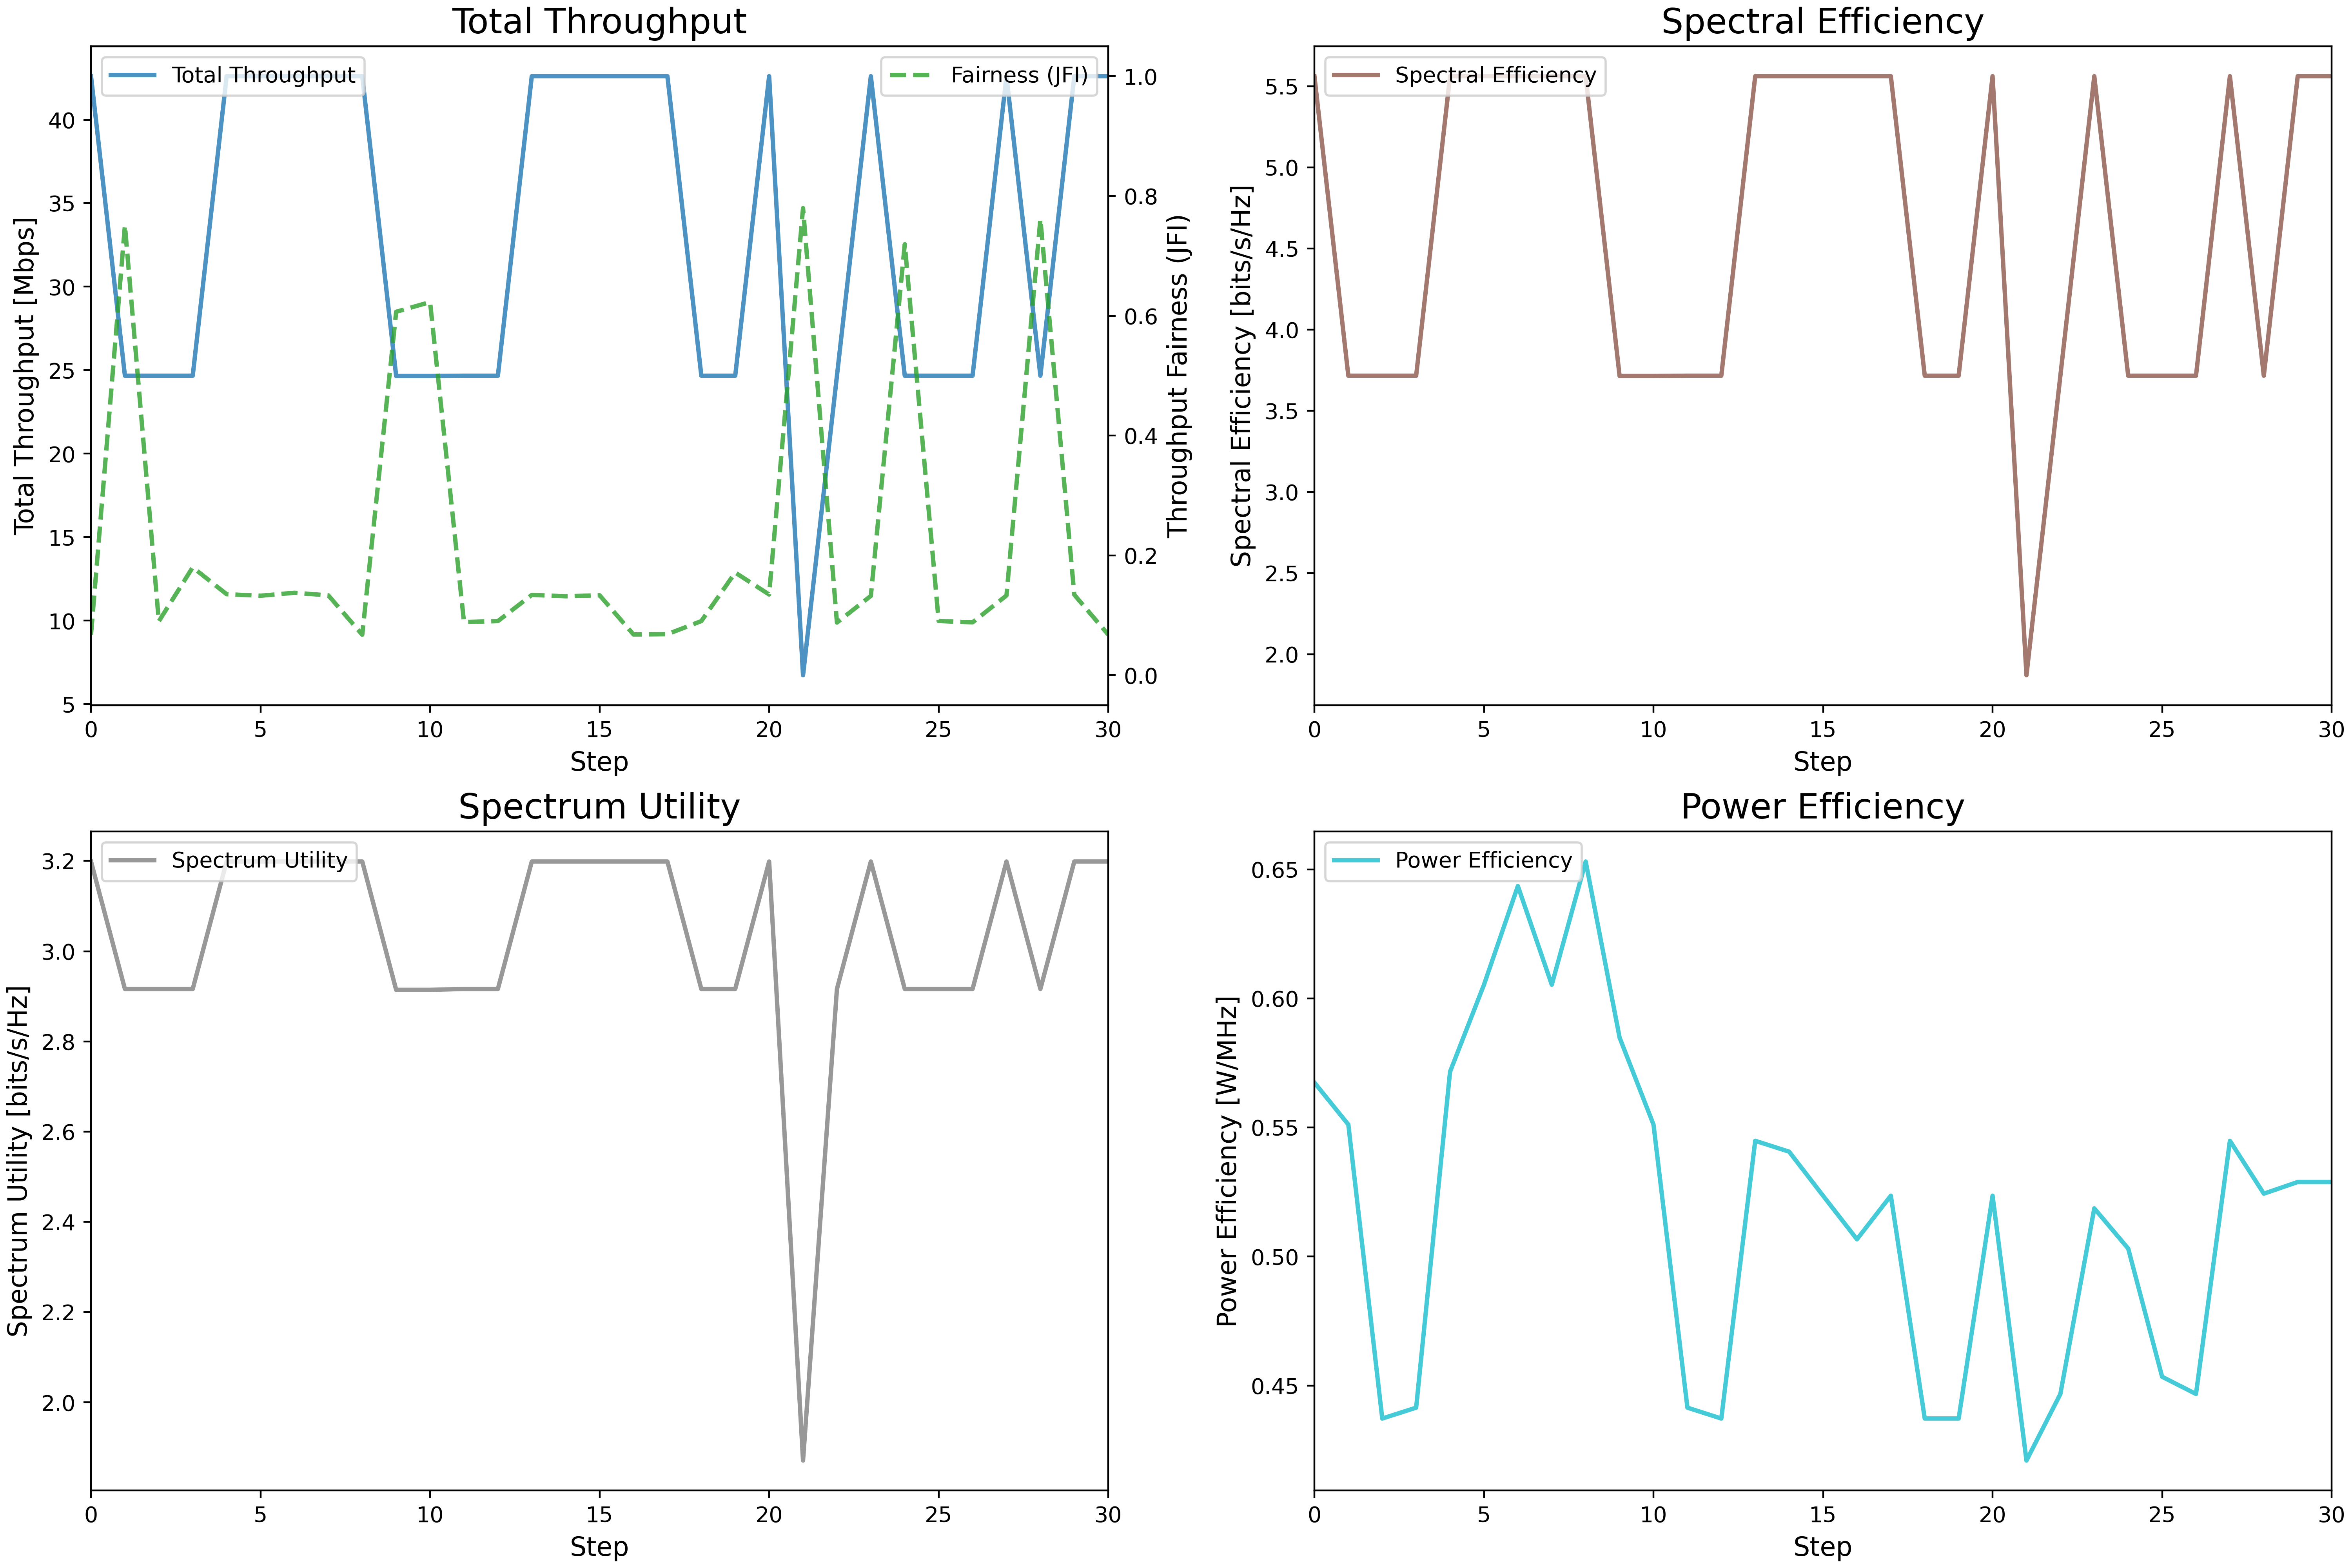 Total Throughput
Total Throughput
Fairness (JFI)
40
35
30
25
20
15
10
5
1.0
0.8
0.6
0.4
0.2
0.0
Total Throughput [Mbps]
Throughput Fairness (JFI)
0 5 10 15 20 25 30
Step
Spectral Efficiency
Spectral Efficiency
5.5
5.0
4.5
4.0
3.5
3.0
2.5
2.0
Spectral Efficiency [bits/s/Hz]
0 5 10 15 20 25 30
Step
Spectrum Utility
Spectrum Utility
3.2
3.0
2.8
2.6
2.4
2.2
2.0
Spectrum Utility [bits/s/Hz]
0 5 10 15 20 25 30
Step
Power Efficiency
Power Efficiency
0.65
0.60
0.55
0.50
0.45
Power Efficiency [W/MHz]
0 5 10 15 20 25 30
Step